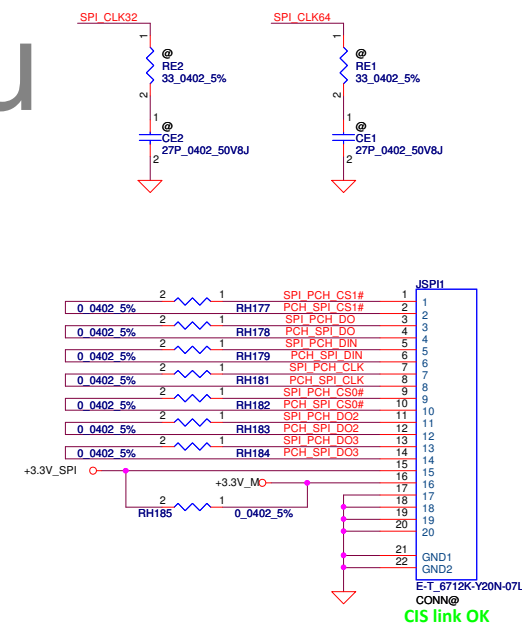 SPI_CLK32 SPI_CLK64
u
1 1
@ @
RE2 RE1
33_0402_5% 33_0402_5%
2 2
1 1
@ @
CE2 CE1
27P_0402_50V8J 27P_0402_50V8J
2 2
JSPI1
2 1 SPI_PCH_CS1# 1 1
0_0402_5% RH177 PCH_SPI_CS1# 2 2
2 1 SPI_PCH_DO 3 3
0_0402_5% RH178 PCH_SPI_DO 4 4
2 1 SPI_PCH_DIN 5 5
0_0402_5% RH179 PCH_SPI_DIN 6 6
2 1 SPI_PCH_CLK 7 7
0_0402_5% RH181 PCH_SPI_CLK 8 8
2 1 SPI_PCH_CS0# 9 9
0_0402_5% RH182 PCH_SPI_CS0# 10 10
2 1 SPI_PCH_DO2 11 11
0_0402_5% RH183 PCH_SPI_DO2 12 12
2 1 SPI_PCH_DO3 13 13
0_0402_5% RH184 PCH_SPI_DO3 14 14
+3.3V_SPI 15 15
+3.3V_M 16 16
17 17
2 1 18 18
RH185 0_0402_5% 19 19
20 20
21 GND1
22 GND2
E-T_6712K-Y20N-07L
CONN@
CIS link OK